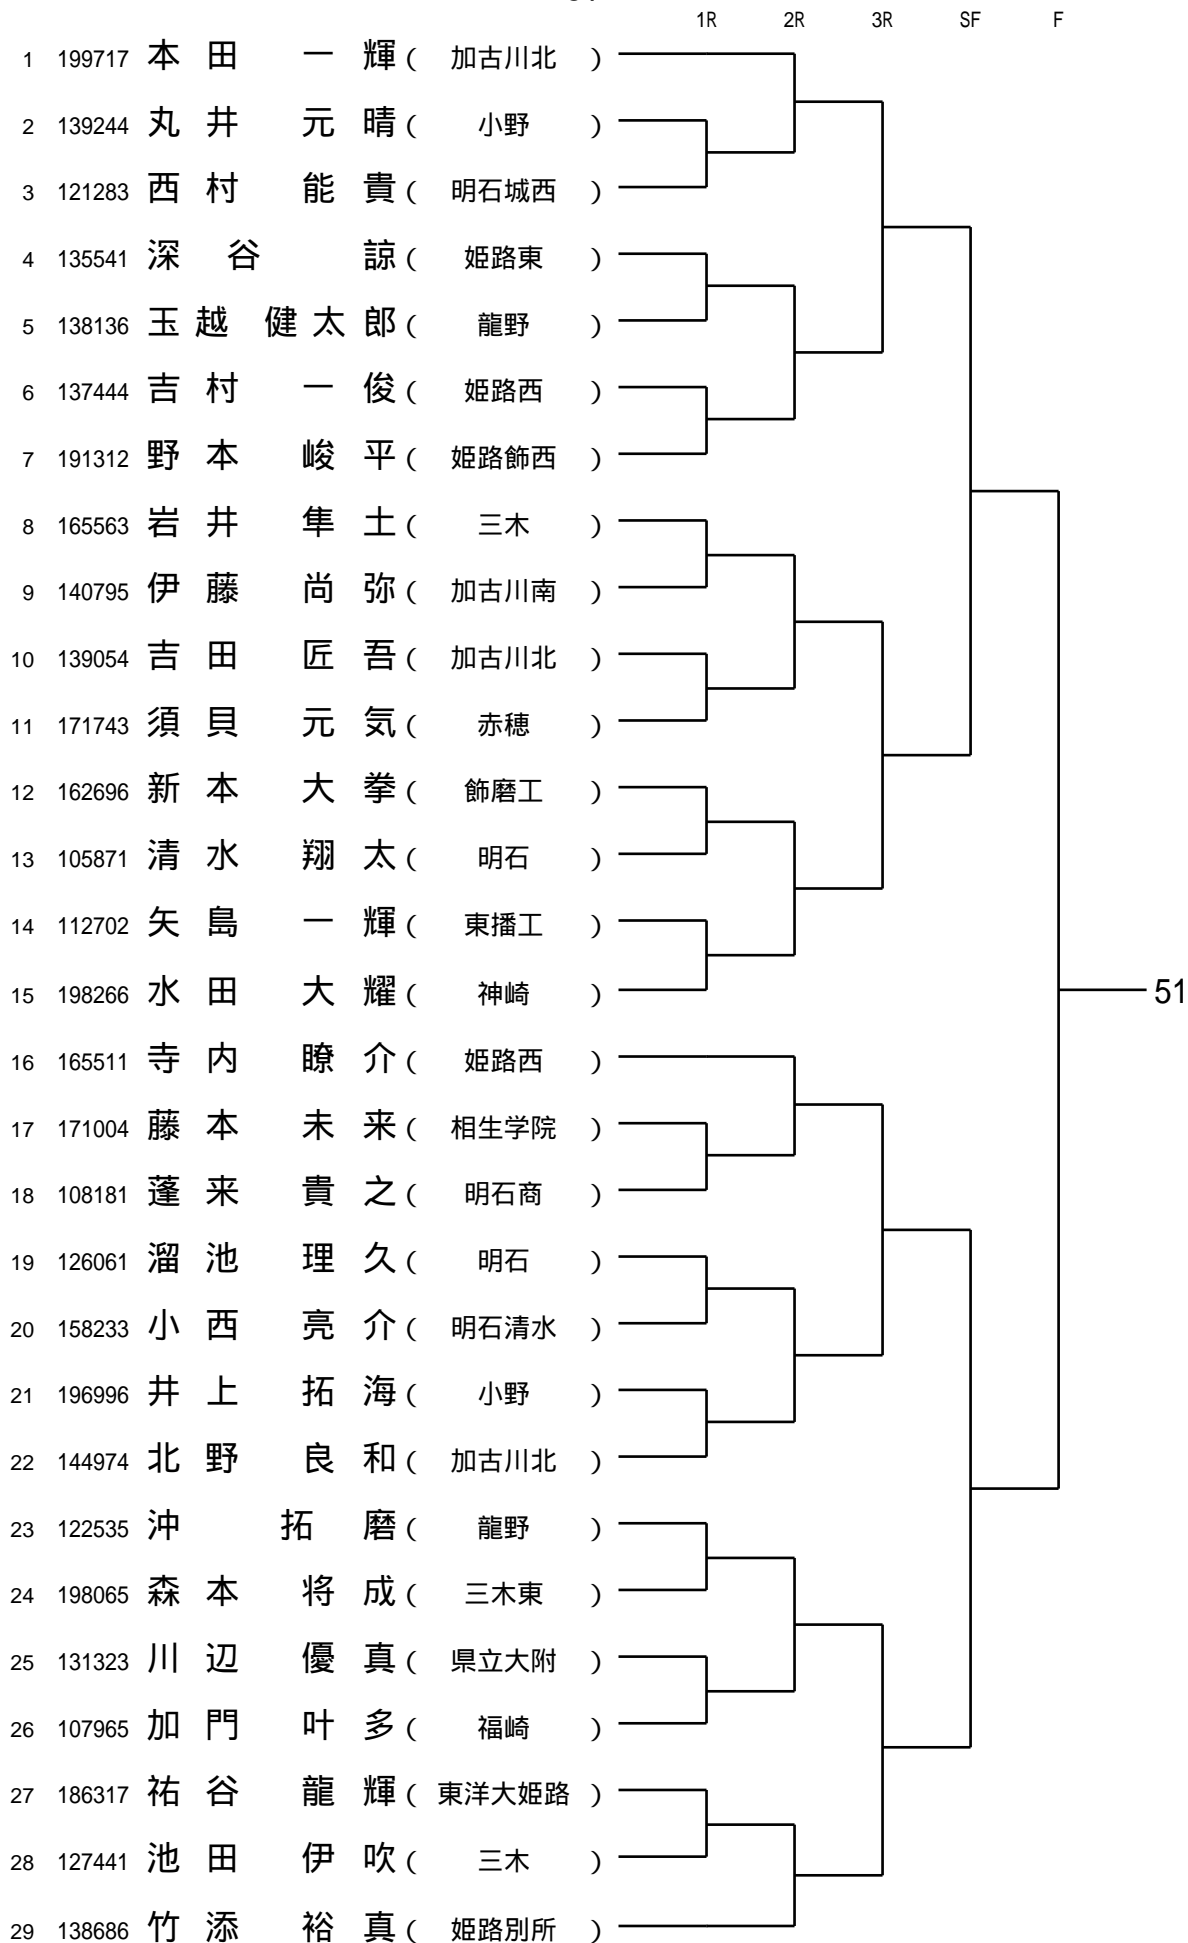 1R 2R 3R SF F
1 199717 本田 一輝 ( 加古川北 )
2 139244 丸井 元晴 ( 小野 )
3 121283 西村 能貴 ( 明石城西 )
4 135541 深谷 諒 ( 姫路東 )
5 138136 玉越 健太郎 ( 龍野 )
6 137444 吉村 一俊 ( 姫路西 )
7 191312 野本 峻平 ( 姫路飾西 )
8 165563 岩井 隼士 ( 三木 )
9 140795 伊藤 尚弥 ( 加古川南 )
10 139054 吉田 匠吾 ( 加古川北 )
11 171743 須貝 元気 ( 赤穂 )
12 162696 新本 大拳 ( 飾磨工 )
13 105871 清水 翔太 ( 明石 )
14 112702 矢島 一輝 ( 東播工 )
15 198266 水田 大耀 ( 神崎 )
51
16 165511 寺内 瞭介 ( 姫路西 )
17 171004 藤本 未来 ( 相生学院 )
18 108181 蓬来 貴之 ( 明石商 )
19 126061 溜池 理久 ( 明石 )
20 158233 小西 亮介 ( 明石清水 )
21 196996 井上 拓海 ( 小野 )
22 144974 北野 良和 ( 加古川北 )
23 122535 沖 拓磨 ( 龍野 )
24 198065 森本 将成 ( 三木東 )
25 131323 川辺 優真 ( 県立大附 )
26 107965 加門 叶多 ( 福崎 )
27 186317 祐谷 龍輝 ( 東洋大姫路 )
28 127441 池田 伊吹 ( 三木 )
29 138686 竹添 裕真 ( 姫路別所 )